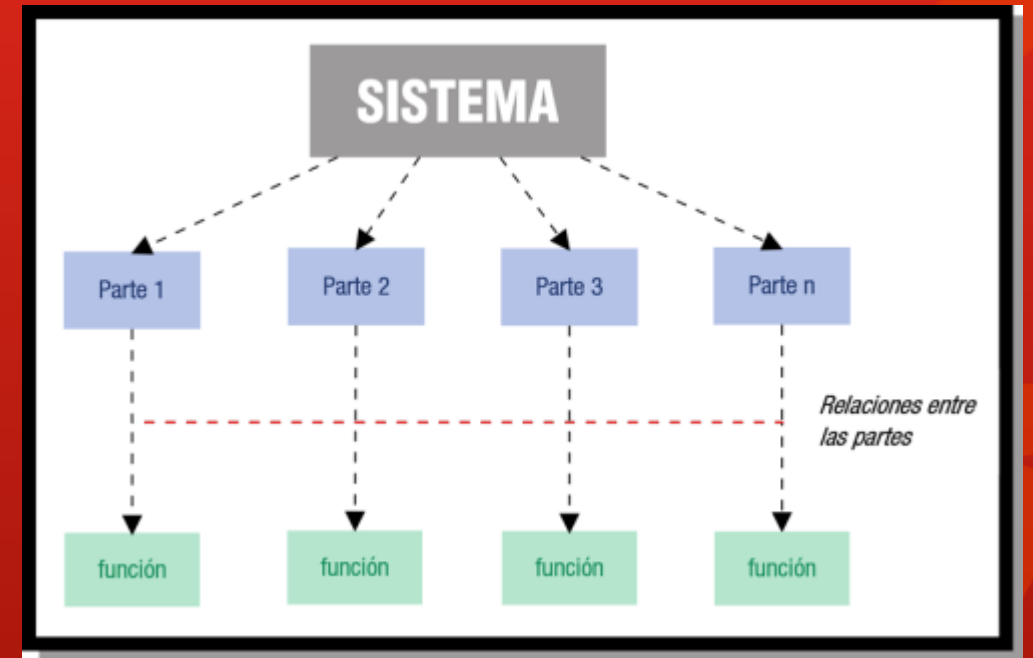 SISTEMA
Parte 1
Parte 2
Parte 3
Parte n
Relaciones entre
las partes
función
función
función
función